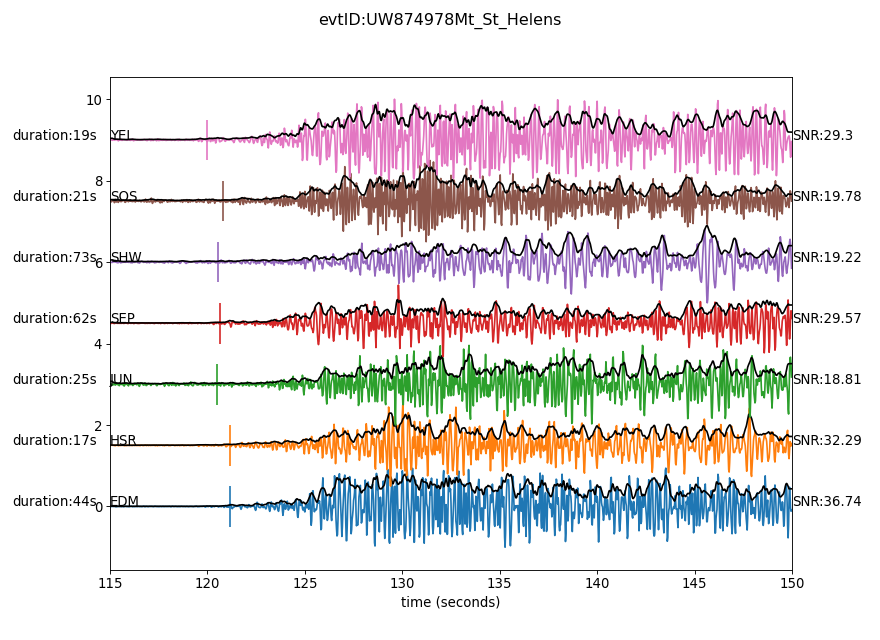 evtID:UW874978Mt_St_Helens
10
duration:19s YEL SNR:29.3
8
duration:21s SOS SNR:19.78
duration:73s SHW SNR:19.22
6
duration:62s SEP SNR:29.57
4
duration:25s JUN SNR:18.81
2
duration:17s HSR SNR:32.29
duration:44s EDM SNR:36.74
0
115 120 125 130 135 140 145 150
time (seconds)